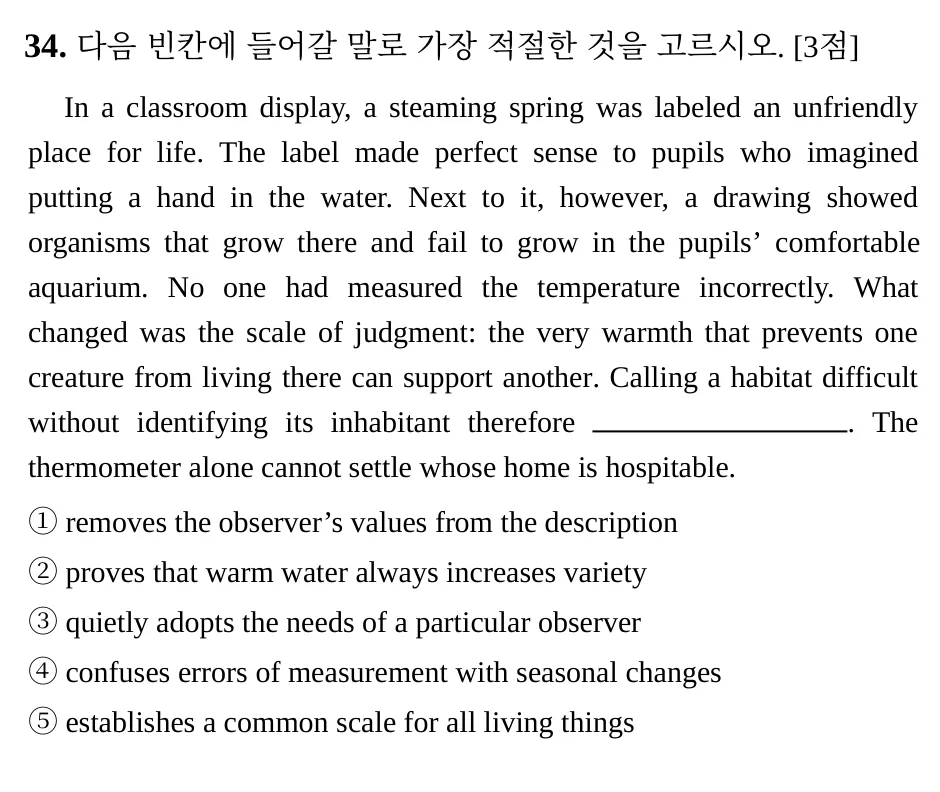 34. 다음 빈칸에 들어갈 말로 가장 적절한 것을 고르시오. [3점]
In a classroom display, a steaming spring was labeled an unfriendly
place for life. The label made perfect sense to pupils who imagined
putting a hand in the water. Next to it, however, a drawing showed
organisms that grow there and fail to grow in the pupils’ comfortable
aquarium. No one had measured the temperature incorrectly. What
changed was the scale of judgment: the very warmth that prevents one
creature from living there can support another. Calling a habitat difficult
without identifying its inhabitant therefore ________________. The
thermometer alone cannot settle whose home is hospitable.
① removes the observer’s values from the description
② proves that warm water always increases variety
③ quietly adopts the needs of a particular observer
④ confuses errors of measurement with seasonal changes
⑤ establishes a common scale for all living things